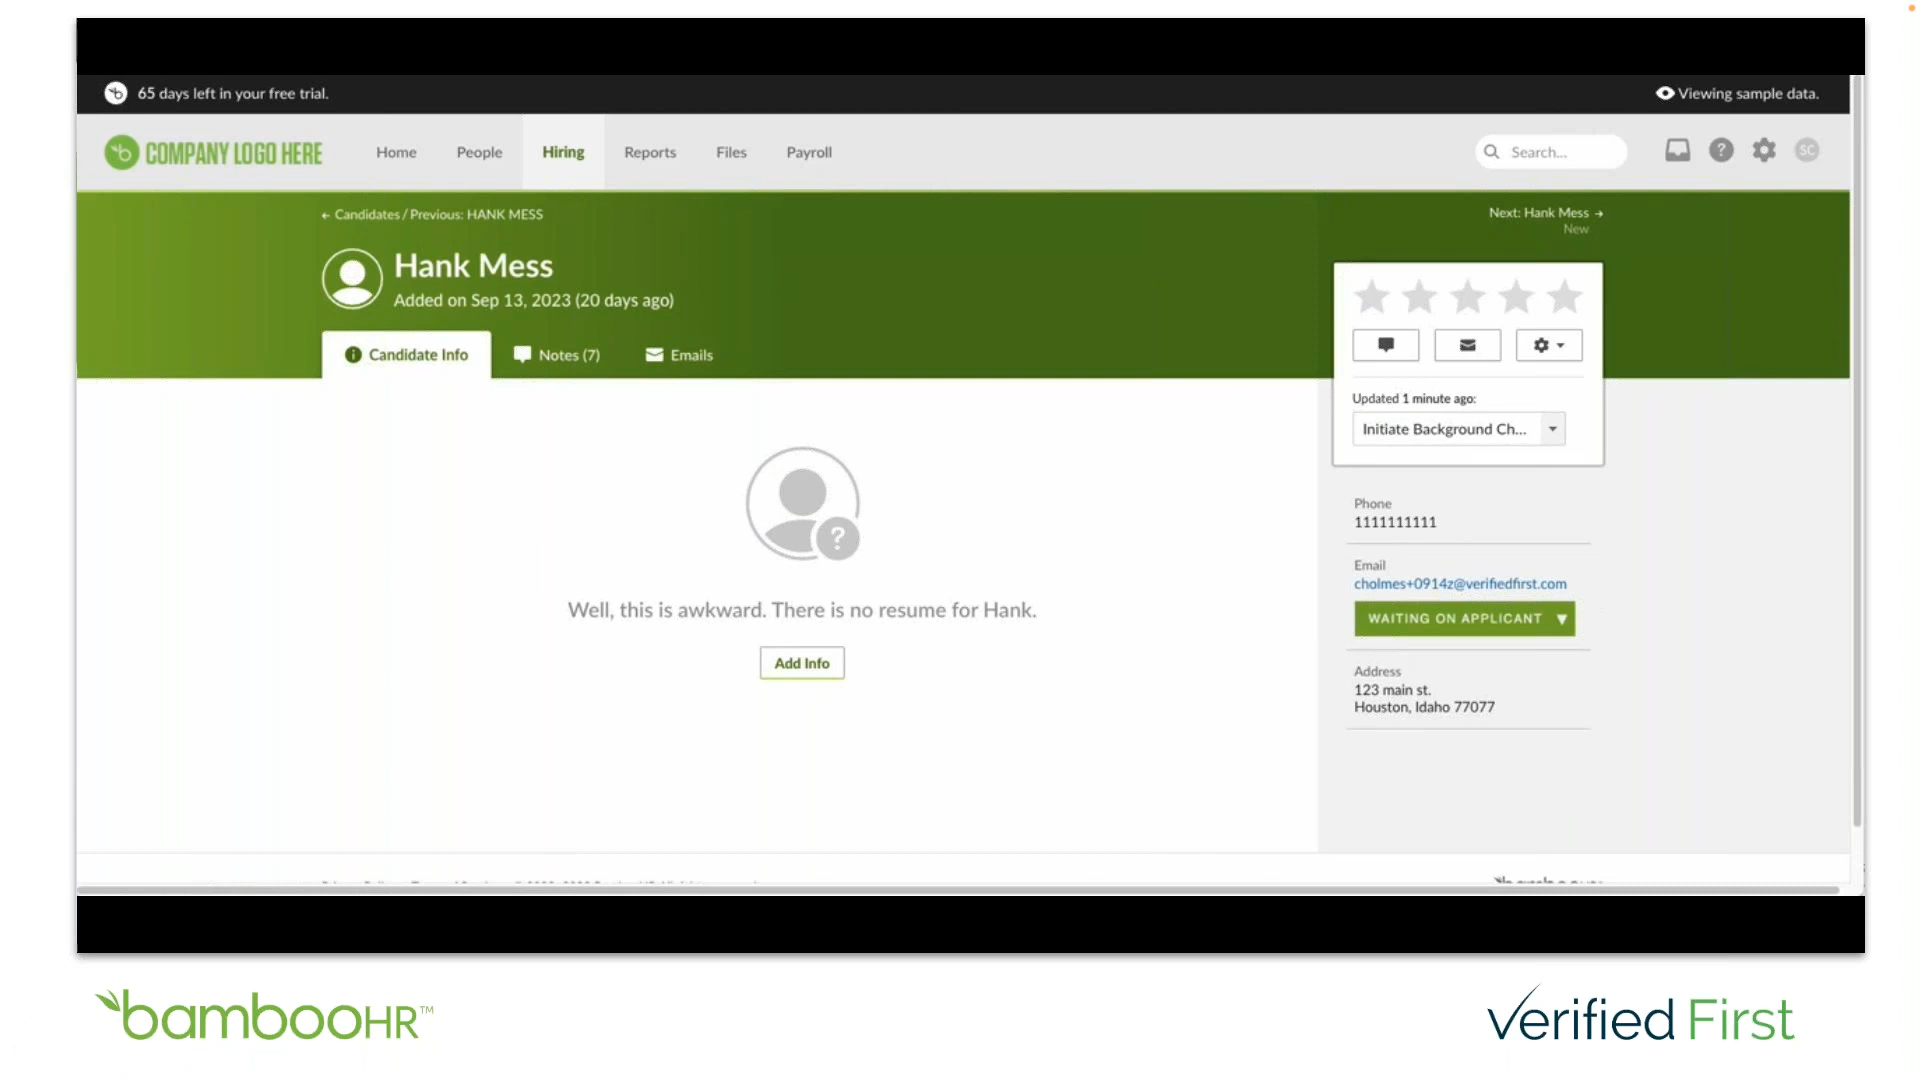 65 days left in your free trial.
Viewing sample data.
COMPANY LOGO HERE
Home
People
Hiring
Reports
Files
Payroll
Search...
?
SC
← Candidates / Previous: HANK MESS
Next: Hank Mess →
New
Hank Mess
Added on Sep 13, 2023 (20 days ago)
Candidate Info
Notes (7)
Emails
Updated 1 minute ago:
Initiate Background Ch...
Phone
1111111111
Email
cholmes+0914z@verifiedfirst.com
WAITING ON APPLICANT ▼
Address
123 main st.
Houston, Idaho 77077
?
Well, this is awkward. There is no resume for Hank.
Add Info
bambooHR™
Verified First